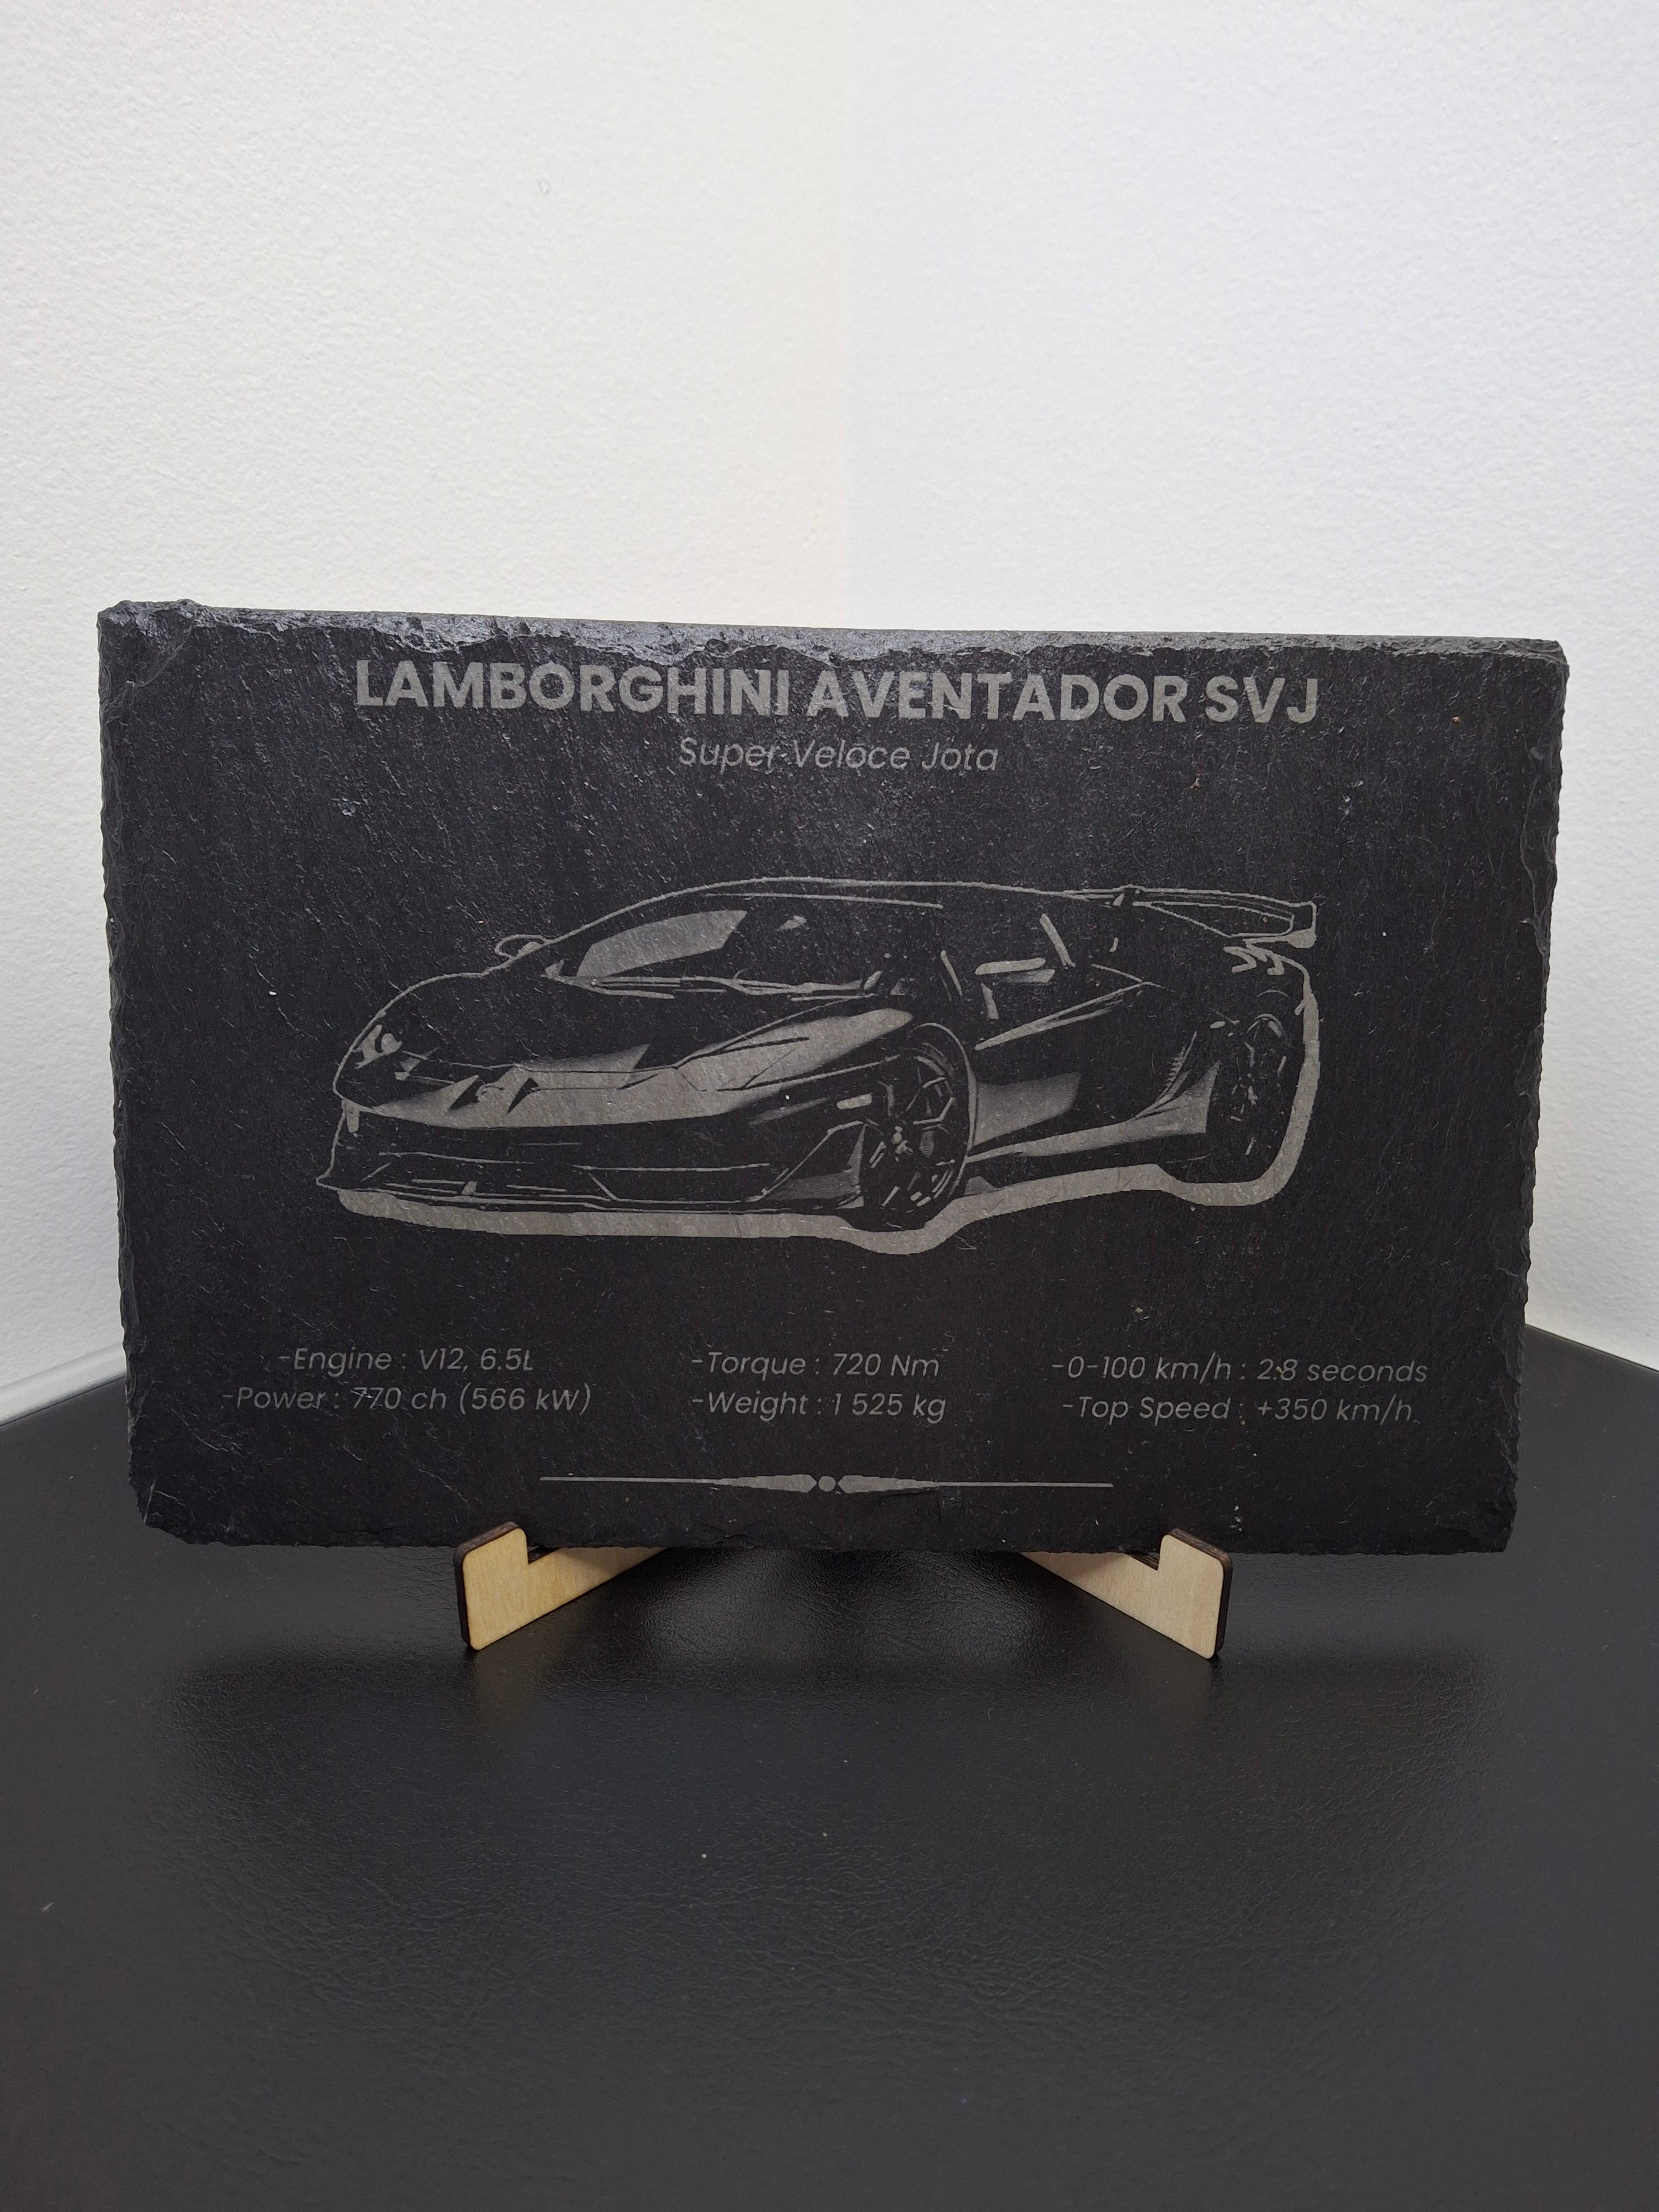 LAMBORGHINI AVENTADOR SVJ
Super Veloce Jota
-Engine : V12, 6.5L
-Power : 770 ch (566 kW)
-Torque : 720 Nm
-Weight : 1 525 kg
-0-100 km/h : 2.8 seconds
-Top Speed : +350 km/h